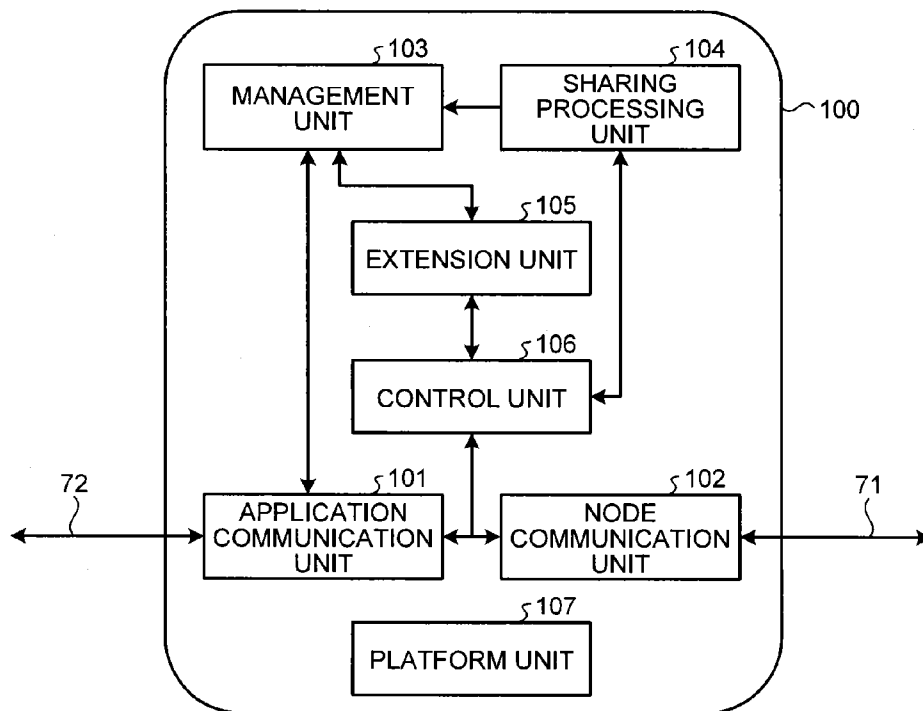 103
MANAGEMENT
UNIT
104
SHARING
PROCESSING
UNIT
100
105
EXTENSION UNIT
106
CONTROL UNIT
72
101
APPLICATION
COMMUNICATION
UNIT
102
NODE
COMMUNICATION
UNIT
71
107
PLATFORM UNIT